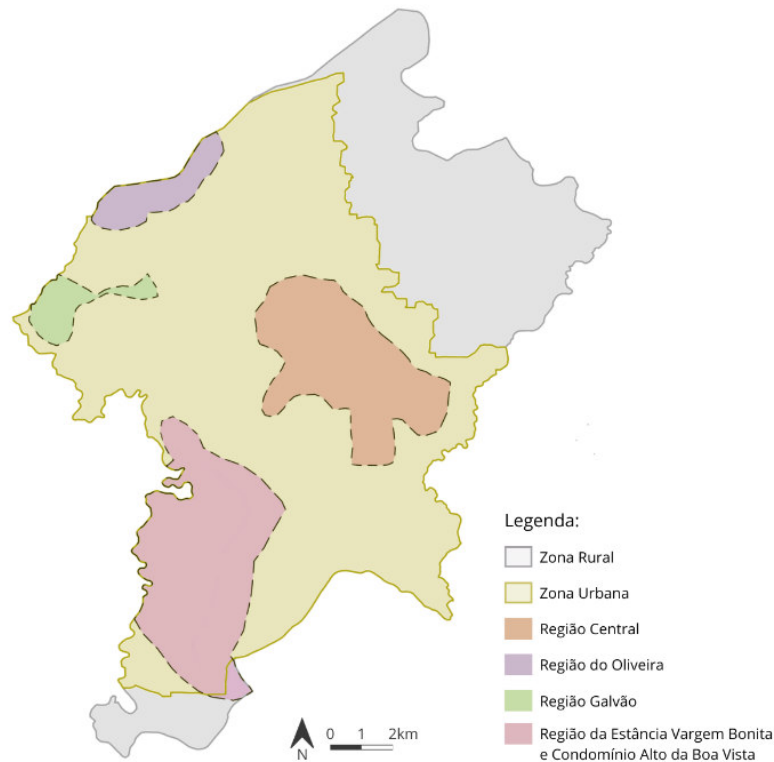 Legenda:
Zona Rural
Zona Urbana
Região Central
Região do Oliveira
Região Galvão
Região da Estância Vargem Bonita
e Condomínio Alto da Boa Vista
N
0 1 2km